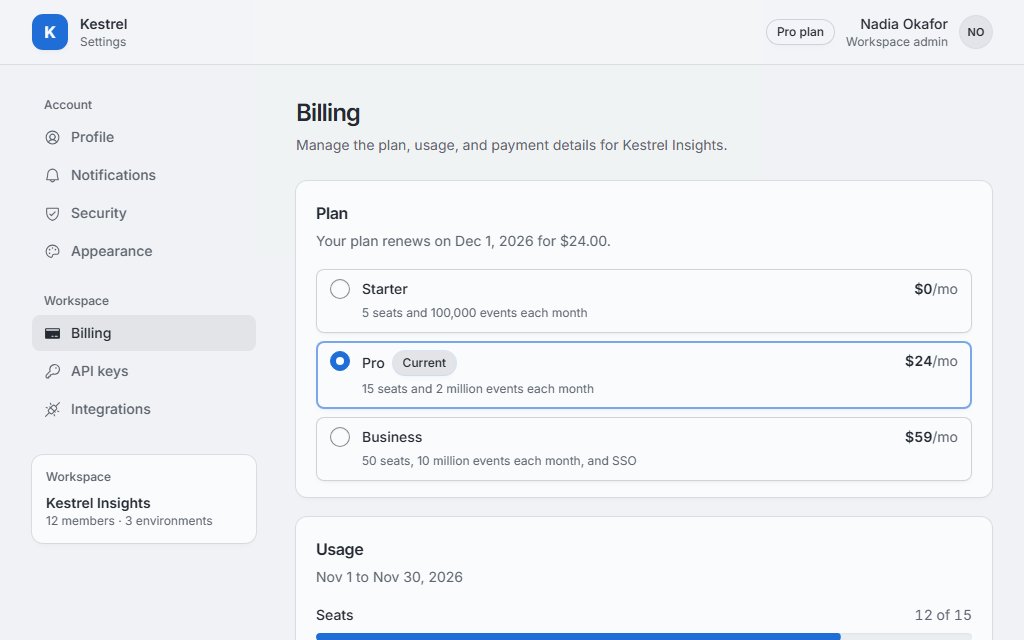 K
Kestrel
Settings
Pro plan
Nadia Okafor
Workspace admin
NO
Account
Profile
Notifications
Security
Appearance
Workspace
Billing
API keys
Integrations
Workspace
Kestrel Insights
12 members · 3 environments
Billing
Manage the plan, usage, and payment details for Kestrel Insights.
Plan
Your plan renews on Dec 1, 2026 for $24.00.
Starter
$0/mo
5 seats and 100,000 events each month
Pro Current
$24/mo
15 seats and 2 million events each month
Business
$59/mo
50 seats, 10 million events each month, and SSO
Usage
Nov 1 to Nov 30, 2026
Seats
12 of 15